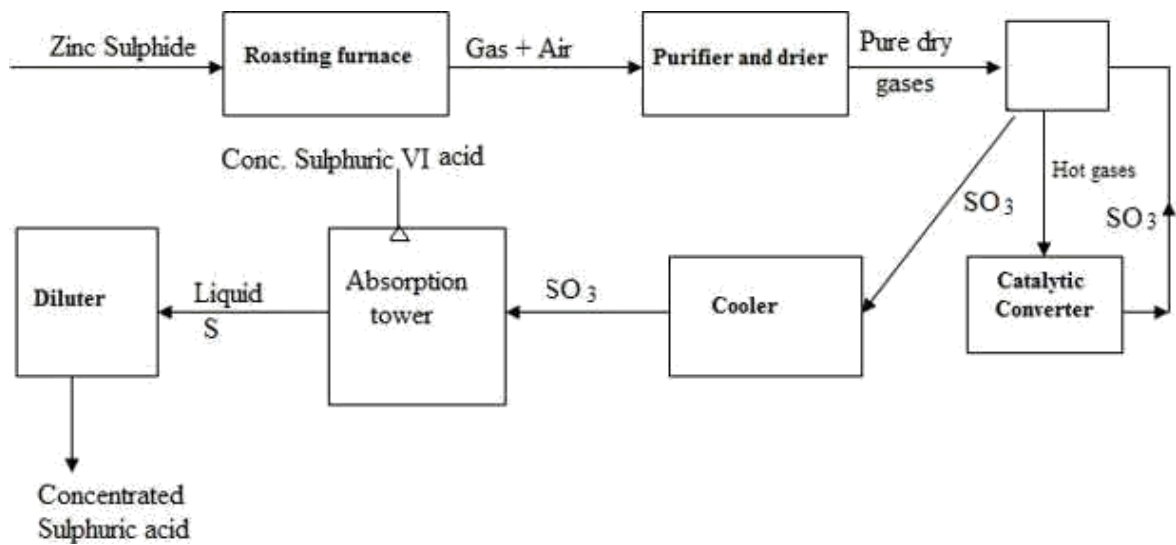 Zinc Sulphide
Roasting furnace
Gas + Air
Purifier and drier
Pure dry
gases
Conc. Sulphuric VI acid
Hot gases
SO3
SO3
Diluter
Liquid
S
Absorption
tower
SO3
Cooler
Catalytic
Converter
Concentrated
Sulphuric acid